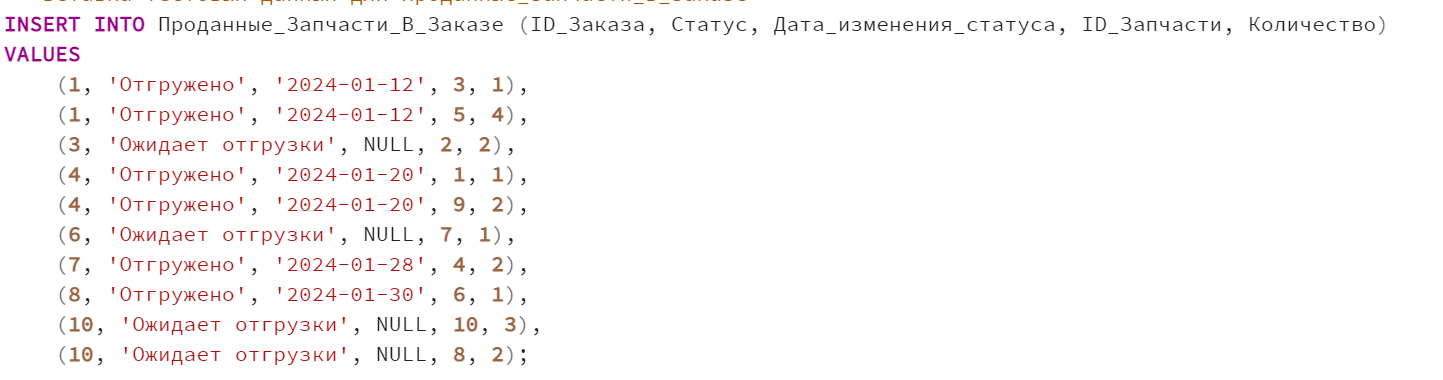 INSERT INTO Проданные_Запчасти_В_Заказе (ID_Заказа, Статус, Дата_изменения_статуса, ID_Запчасти, Количество)
VALUES
(1, 'Отгружено', '2024-01-12', 3, 1),
(1, 'Отгружено', '2024-01-12', 5, 4),
(3, 'Ожидает отгрузки', NULL, 2, 2),
(4, 'Отгружено', '2024-01-20', 1, 1),
(4, 'Отгружено', '2024-01-20', 9, 2),
(6, 'Ожидает отгрузки', NULL, 7, 1),
(7, 'Отгружено', '2024-01-28', 4, 2),
(8, 'Отгружено', '2024-01-30', 6, 1),
(10, 'Ожидает отгрузки', NULL, 10, 3),
(10, 'Ожидает отгрузки', NULL, 8, 2);